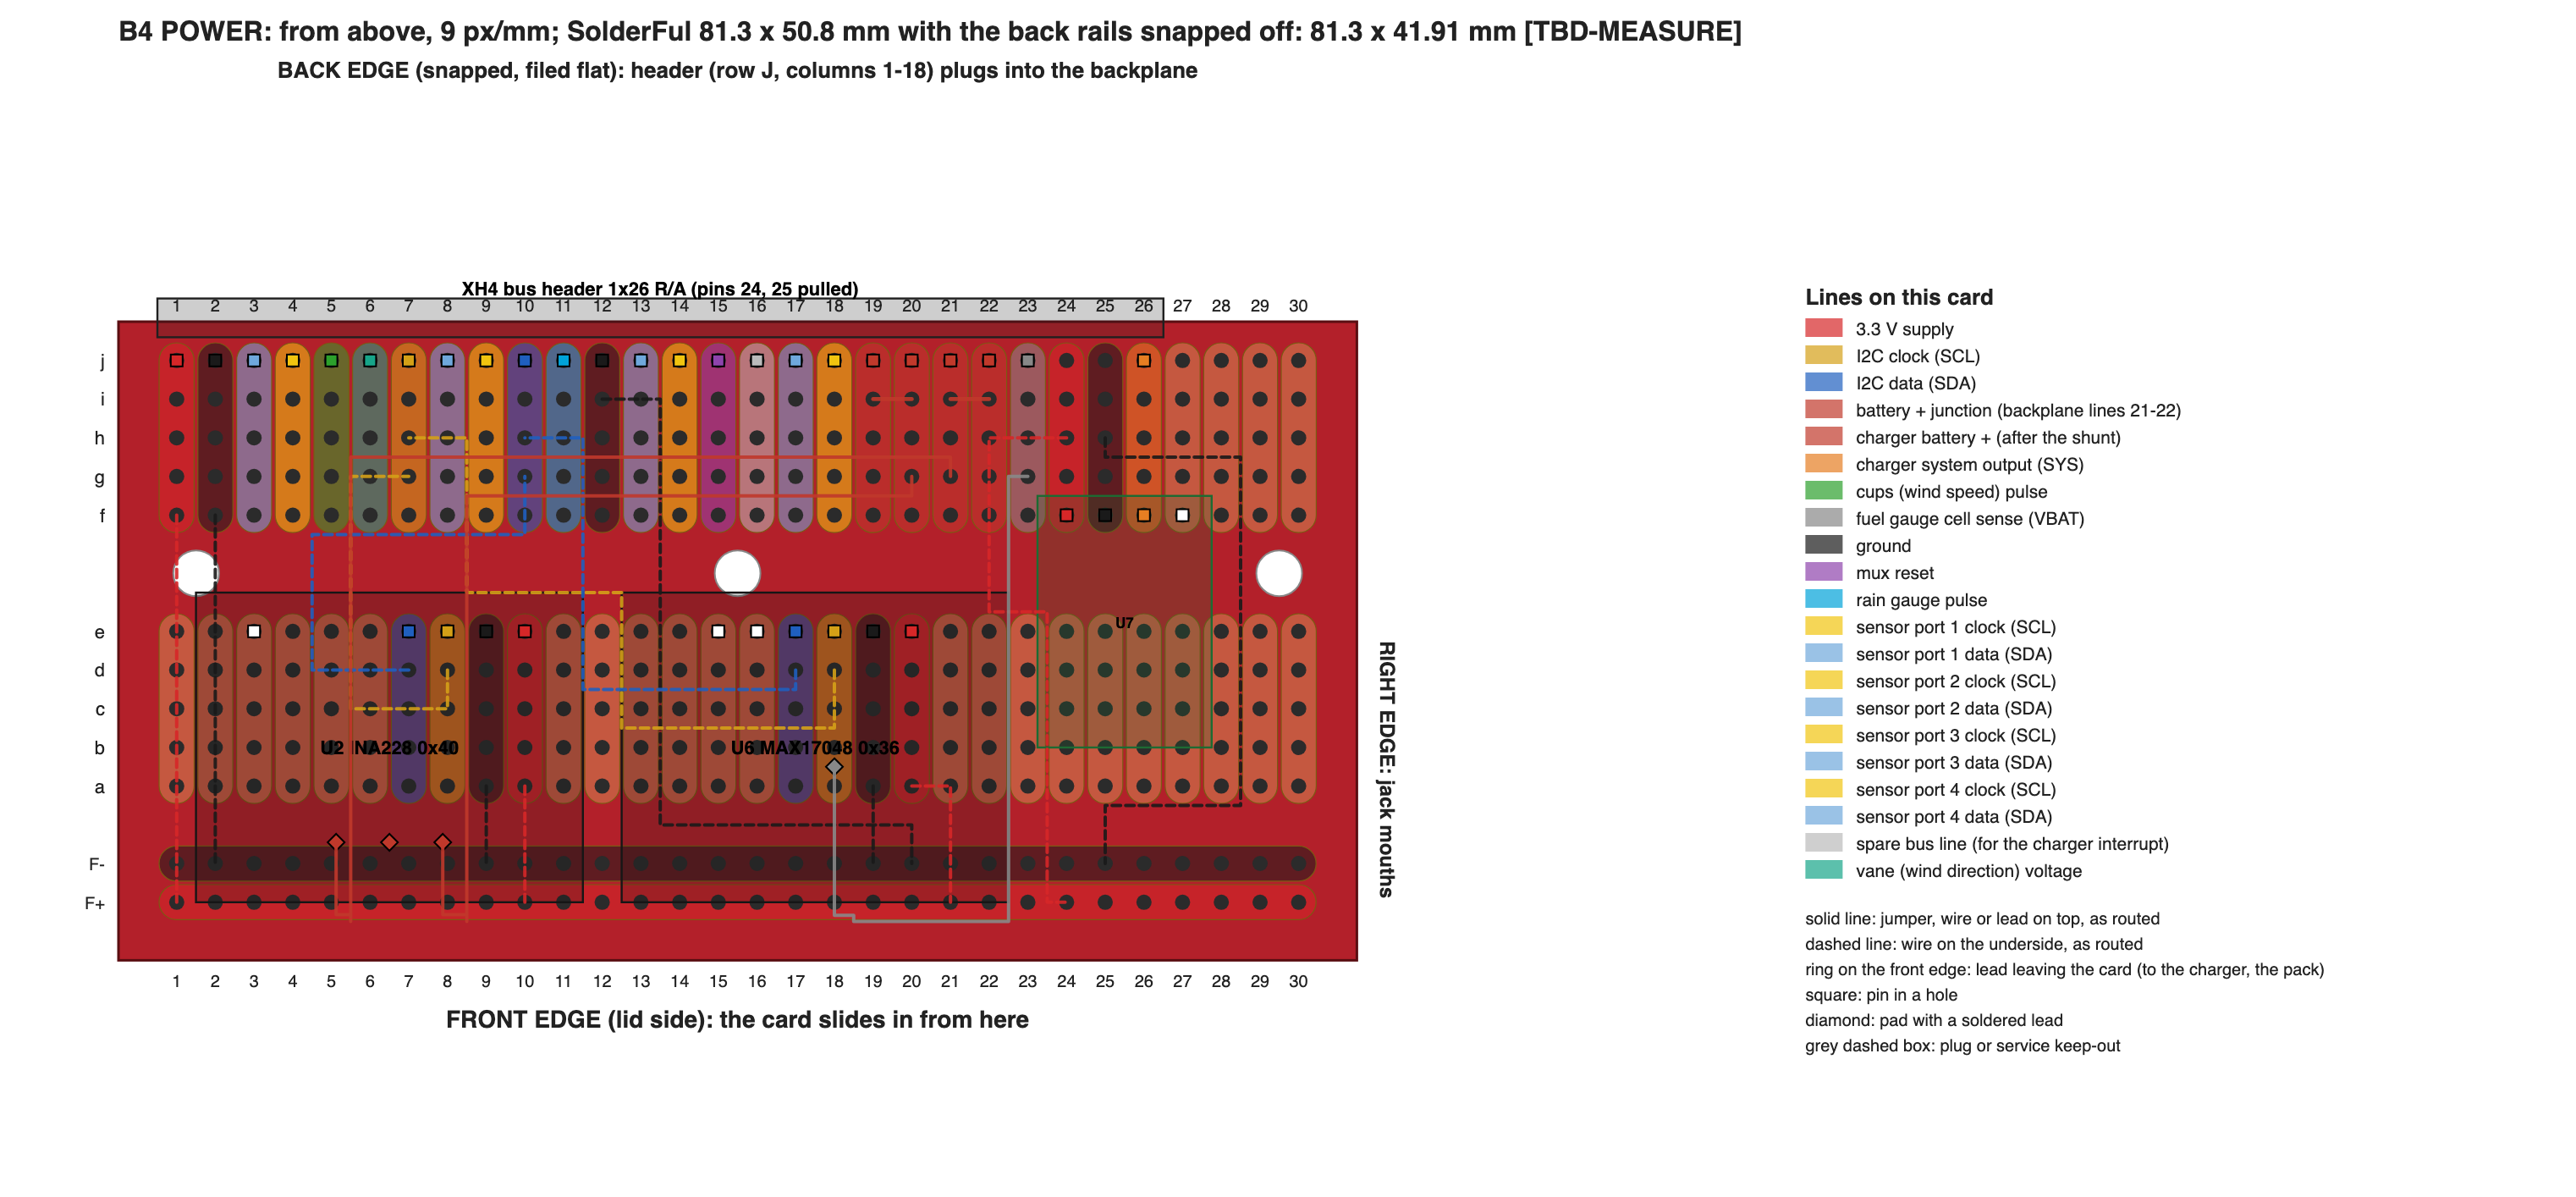 B4 POWER: from above, 9 px/mm; SolderFul 81.3 x 50.8 mm with the back rails snapped off: 81.3 x 41.91 mm [TBD-MEASURE]
BACK EDGE (snapped, filed flat): header (row J, columns 1-18) plugs into the backplane
XH4 bus header 1x26 R/A (pins 24, 25 pulled)
1 2 3 4 5 6 7 8 9 10 11 12 13 14 15 16 17 18 19 20 21 22 23 24 25 26 27 28 29 30
j
i
h
g
f
e
U7
d
c
b
U2 INA228 0x40
U6 MAX17048 0x36
a
F-
F+
1 2 3 4 5 6 7 8 9 10 11 12 13 14 15 16 17 18 19 20 21 22 23 24 25 26 27 28 29 30
FRONT EDGE (lid side): the card slides in from here
RIGHT EDGE: jack mouths
Lines on this card
3.3 V supply
I2C clock (SCL)
I2C data (SDA)
battery + junction (backplane lines 21-22)
charger battery + (after the shunt)
charger system output (SYS)
cups (wind speed) pulse
fuel gauge cell sense (VBAT)
ground
mux reset
rain gauge pulse
sensor port 1 clock (SCL)
sensor port 1 data (SDA)
sensor port 2 clock (SCL)
sensor port 2 data (SDA)
sensor port 3 clock (SCL)
sensor port 3 data (SDA)
sensor port 4 clock (SCL)
sensor port 4 data (SDA)
spare bus line (for the charger interrupt)
vane (wind direction) voltage
solid line: jumper, wire or lead on top, as routed
dashed line: wire on the underside, as routed
ring on the front edge: lead leaving the card (to the charger, the pack)
square: pin in a hole
diamond: pad with a soldered lead
grey dashed box: plug or service keep-out